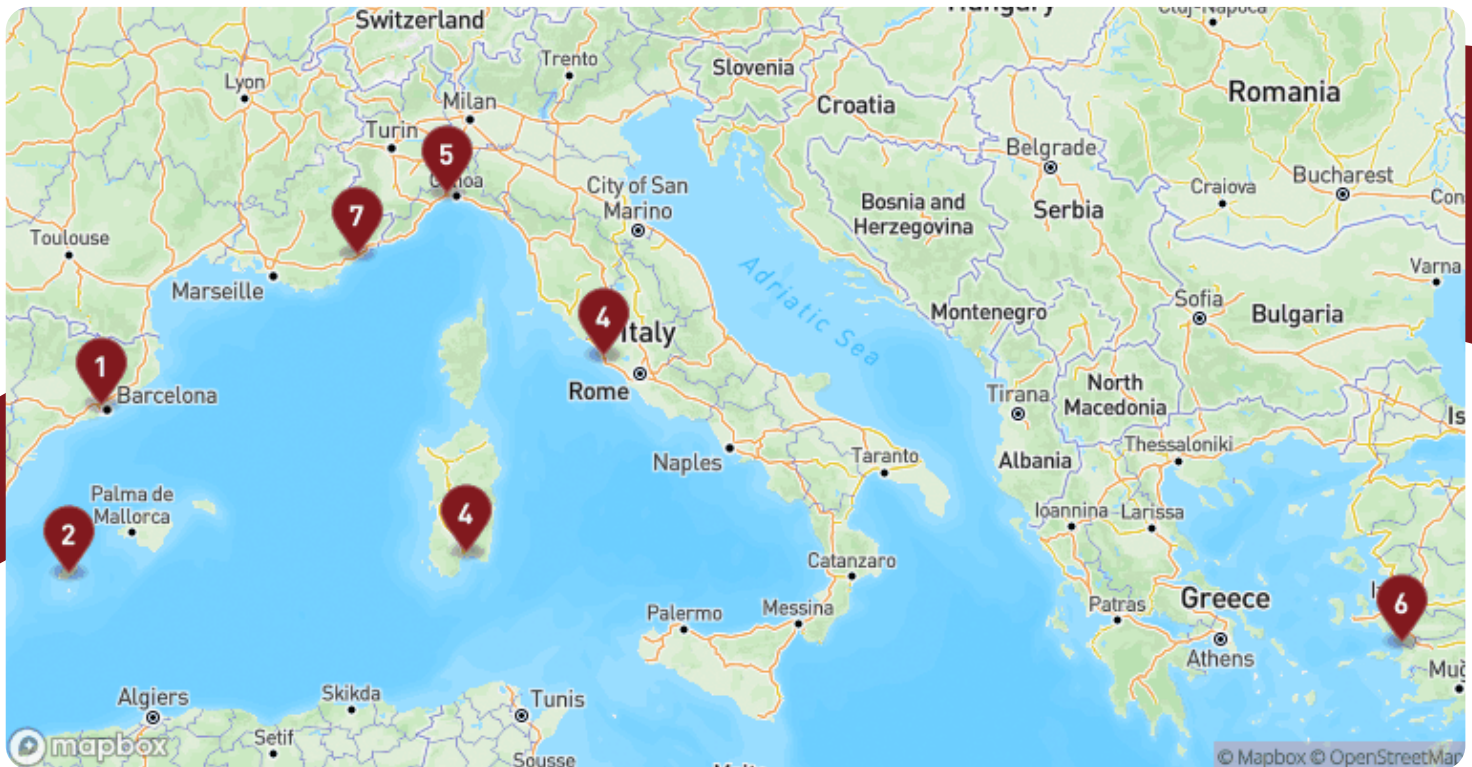 Switzerland
Hungary
Cluj-Napoca
Trento
Slovenia
Lyon
Milan
Croatia
Romania
Turin
5
Genoa
Belgrade
Bucharest
Craiova
City of San
Marino
Bosnia and
Herzegovina
Serbia
Con
7
Toulouse
Marseille
Adriatic Sea
Varna
Sofia
Bulgaria
Montenegro
4
Italy
1
Barcelona
Rome
Tirana
North
Macedonia
Is
Thessaloniki
Naples
Taranto
Albania
Palma de
Mallorca
2
4
Ioannina
Larissa
Catanzaro
Palermo
Messina
Patras
Greece
6
Athens
Muğ
Algiers
Skikda
Tunis
Setif
Sousse
mapbox
© Mapbox © OpenStreetMap